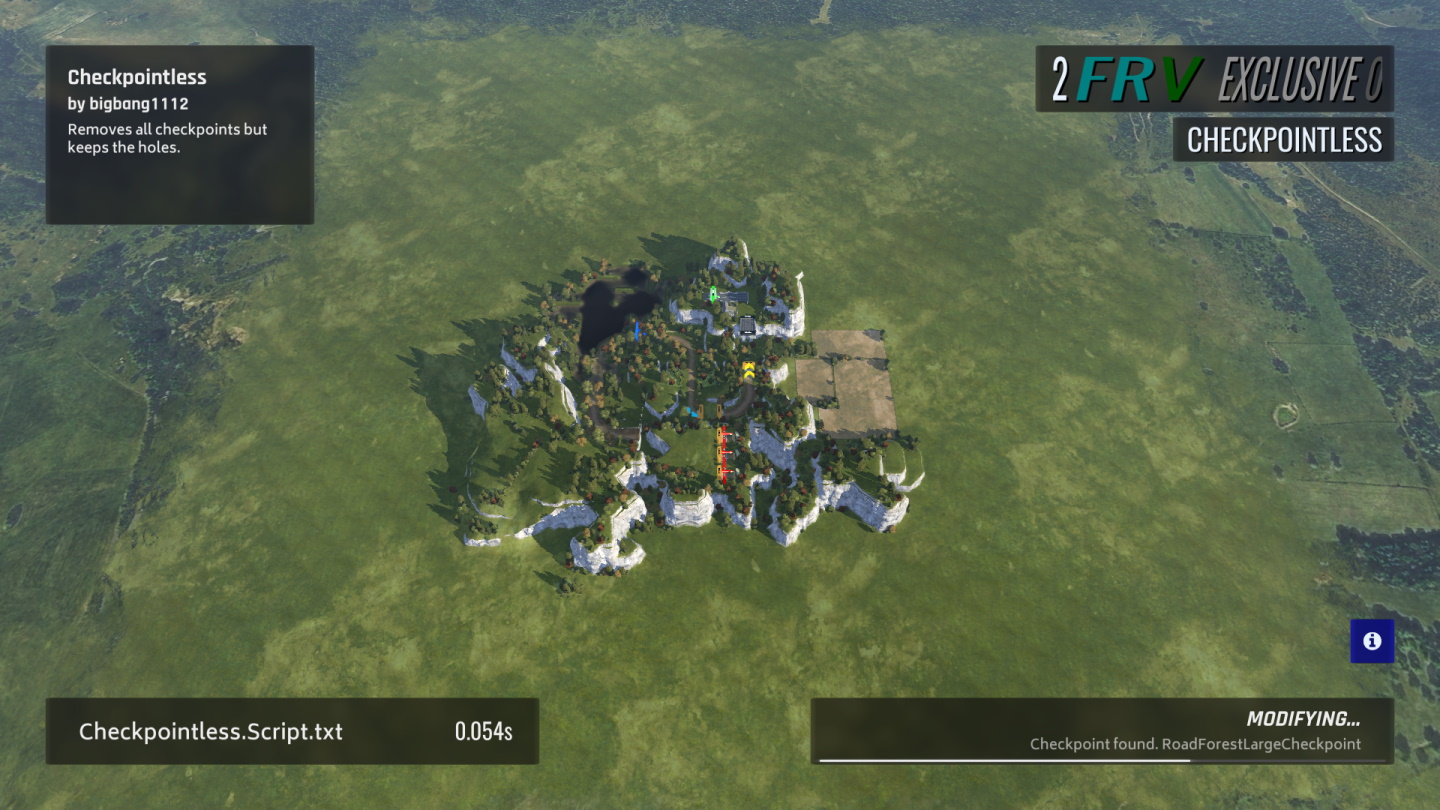 Checkpointless
by bigbang1112
Removes all checkpoints but
keeps the holes.
2 FRV EXCLUSIVE 0
CHECKPOINTLESS
Checkpointless.Script.txt 0.054s
MODIFYING...
Checkpoint found. RoadForestLargeCheckpoint